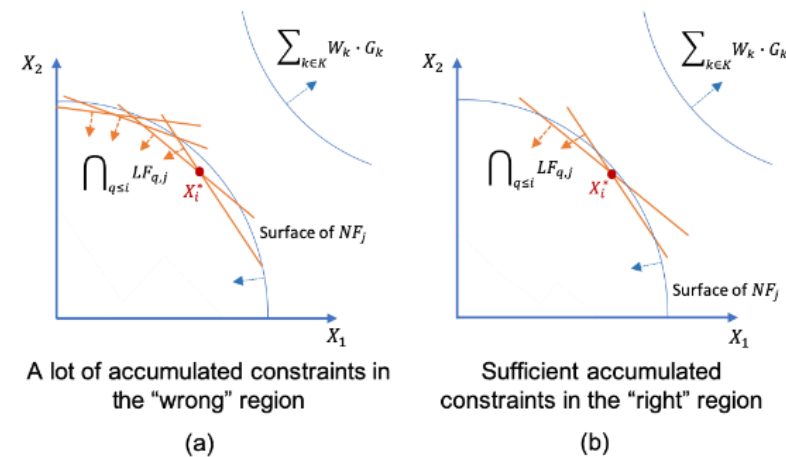 X₂
∑ₖ∈K Wₖ · Gₖ
⋂q≤i LFq,j
Xᵢ*
Surface of NFⱼ
X₁
A lot of accumulated constraints in
the “wrong” region
(a)
X₂
∑ₖ∈K Wₖ · Gₖ
⋂q≤i LFq,j
Xᵢ*
Surface of NFⱼ
X₁
Sufficient accumulated
constraints in the “right” region
(b)